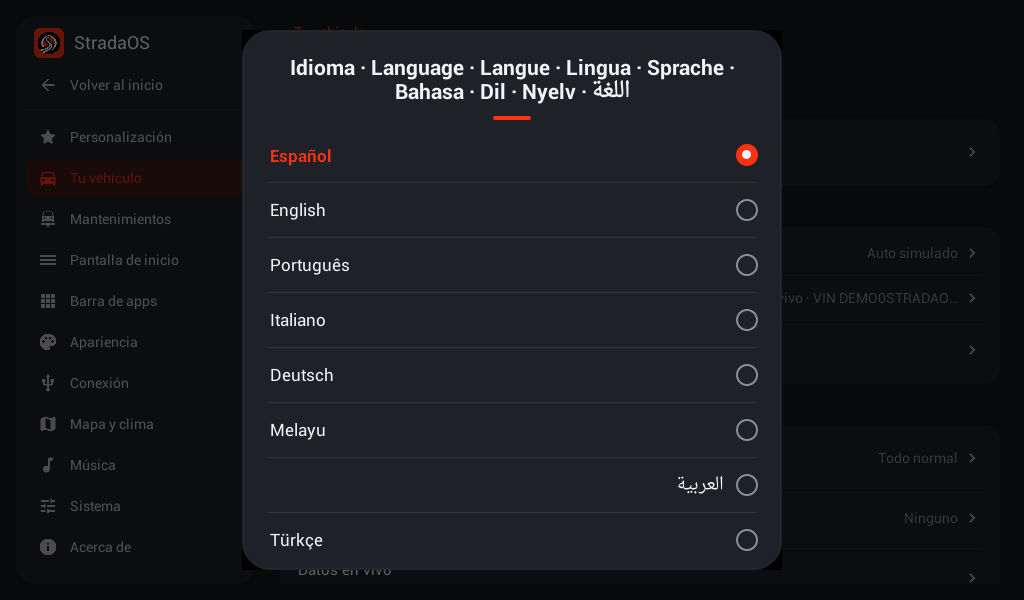 StradaOS
Volver al inicio
Personalización
Tu vehículo
Mantenimientos
Pantalla de inicio
Barra de apps
Apariencia
Conexión
Mapa y clima
Música
Sistema
Acerca de
Idioma · Language · Langue · Lingua · Sprache ·
Bahasa · Dil · Nyelv · اللغة
Español
English
Português
Italiano
Deutsch
Melayu
العربية
Türkçe
Auto simulado
VIN DEMO0STRADAO...
Todo normal
Ninguno
Datos en vivo